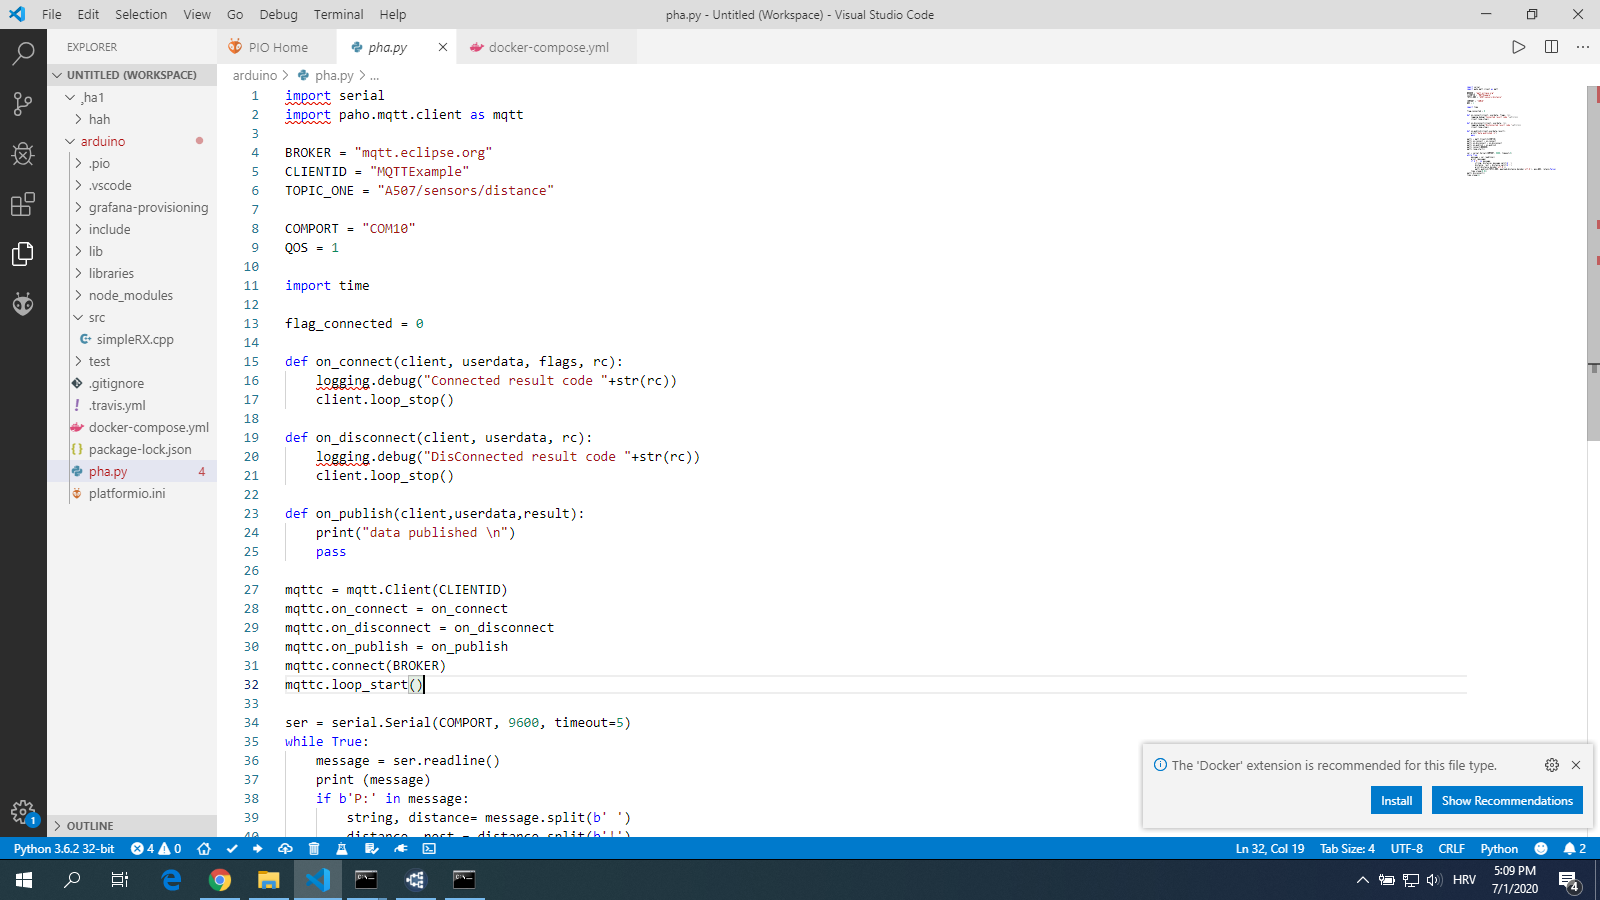 File Edit Selection View Go Debug Terminal Help
pha.py - Untitled (Workspace) - Visual Studio Code
EXPLORER
PIO Home
pha.py
docker-compose.yml
UNTITLED (WORKSPACE)
,ha1
hah
arduino
.pio
.vscode
grafana-provisioning
include
lib
libraries
node_modules
src
simpleRX.cpp
test
.gitignore
.travis.yml
docker-compose.yml
package-lock.json
pha.py 4
platformio.ini
OUTLINE
arduino > pha.py > ...
1 import serial
2 import paho.mqtt.client as mqtt
3
4 BROKER = "mqtt.eclipse.org"
5 CLIENTID = "MQTTExample"
6 TOPIC_ONE = "A507/sensors/distance"
7
8 COMPORT = "COM10"
9 QOS = 1
10
11 import time
12
13 flag_connected = 0
14
15 def on_connect(client, userdata, flags, rc):
16 logging.debug("Connected result code "+str(rc))
17 client.loop_stop()
18
19 def on_disconnect(client, userdata, rc):
20 logging.debug("DisConnected result code "+str(rc))
21 client.loop_stop()
22
23 def on_publish(client,userdata,result):
24 print("data published \n")
25 pass
26
27 mqttc = mqtt.Client(CLIENTID)
28 mqttc.on_connect = on_connect
29 mqttc.on_disconnect = on_disconnect
30 mqttc.on_publish = on_publish
31 mqttc.connect(BROKER)
32 mqttc.loop_start()
33
34 ser = serial.Serial(COMPORT, 9600, timeout=5)
35 while True:
36 message = ser.readline()
37 print (message)
38 if b'P:' in message:
39 string, distance= message.split(b' ')
40 distance, rest = distance.split(b'|')
The 'Docker' extension is recommended for this file type.
Install
Show Recommendations
1
Python 3.6.2 32-bit 4 0
Ln 32, Col 19 Tab Size: 4 UTF-8 CRLF Python 2
HRV
5:09 PM
7/1/2020
4